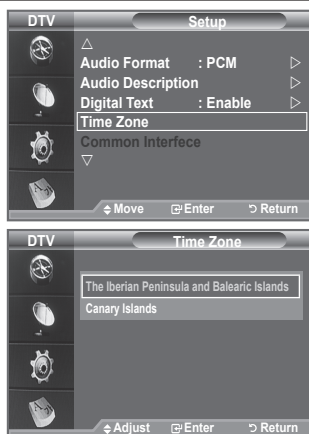 DTV Setup
△
Audio Format : PCM ▷
Audio Description ▷
Digital Text : Enable ▷
Time Zone
Common Interfece
▽
Move Enter Return
DTV Time Zone
The Iberian Peninsula and Balearic Islands
Canary Islands
Adjust Enter Return